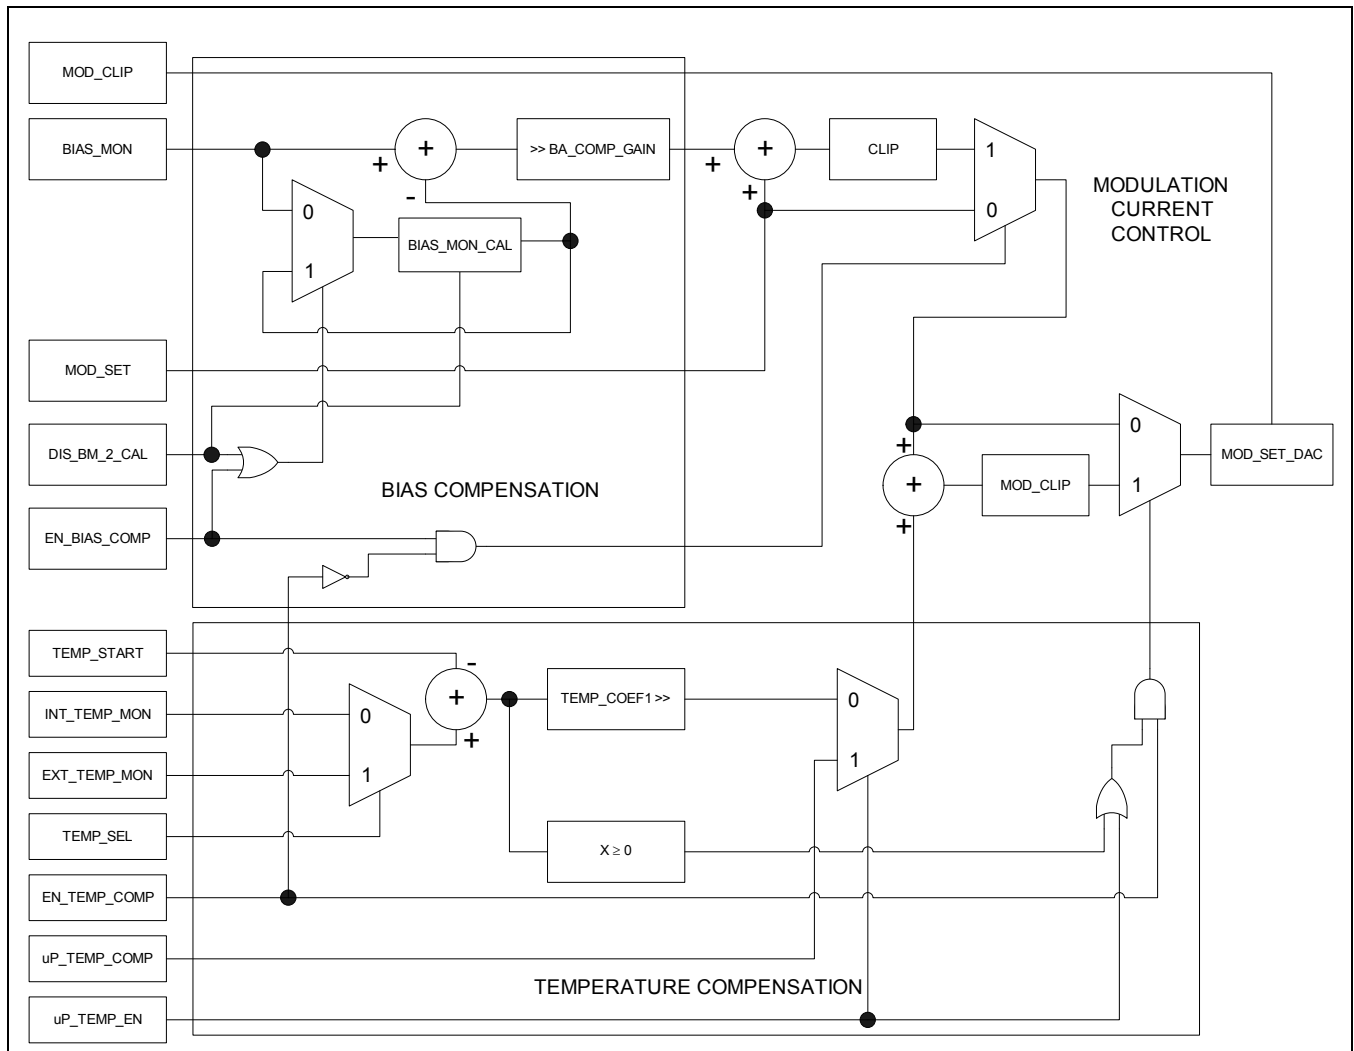 MOD_CLIP
BIAS_MON
+
+
-
>> BA_COMP_GAIN
+
+
+
CLIP
1
0
MODULATION
CURRENT
CONTROL
0
1
BIAS_MON_CAL
MOD_SET
DIS_BM_2_CAL
BIAS COMPENSATION
EN_BIAS_COMP
+
+
+
MOD_CLIP
0
1
MOD_SET_DAC
TEMP_START
INT_TEMP_MON
EXT_TEMP_MON
TEMP_SEL
EN_TEMP_COMP
uP_TEMP_COMP
uP_TEMP_EN
0
1
-
+
+
TEMP_COEF1 >>
X ≥ 0
0
1
TEMPERATURE COMPENSATION